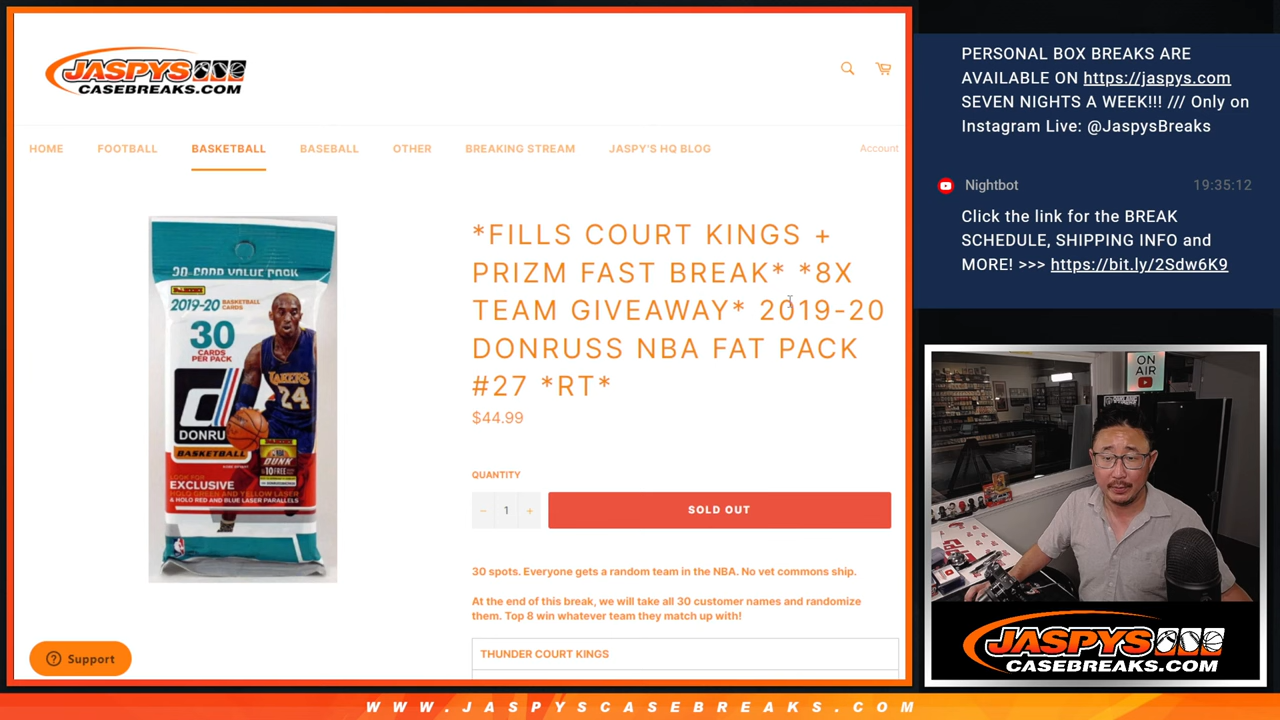 JASPYS
CASEBREAKS.COM
HOME
FOOTBALL
BASKETBALL
BASEBALL
OTHER
BREAKING STREAM
JASPY'S HQ BLOG
Account
30-CARD VALUE PACK
PANINI
2019-20 BASKETBALL CARDS
30
CARDS
PER PACK
LAKERS
24
DONRU
BASKETBALL
DUNK
EXCLUSIVE
HOLO GREEN AND YELLOW LASER
& HOLO RED AND BLUE LASER PARALLELS
*FILLS COURT KINGS +
PRIZM FAST BREAK* *8X
TEAM GIVEAWAY* 2019-20
DONRUSS NBA FAT PACK
#27 *RT*
$44.99
QUANTITY
− 1 +
SOLD OUT
30 spots. Everyone gets a random team in the NBA. No vet commons ship.
At the end of this break, we will take all 30 customer names and randomize
them. Top 8 win whatever team they match up with!
THUNDER COURT KINGS
Support
PERSONAL BOX BREAKS ARE
AVAILABLE ON https://jaspys.com
SEVEN NIGHTS A WEEK!!! /// Only on
Instagram Live: @JaspysBreaks
Nightbot 19:35:12
Click the link for the BREAK
SCHEDULE, SHIPPING INFO and
MORE! >>> https://bit.ly/2Sdw6K9
ON
AIR
JASPYS
CASEBREAKS.COM
WWW.JASPYSCASEBREAKS.COM